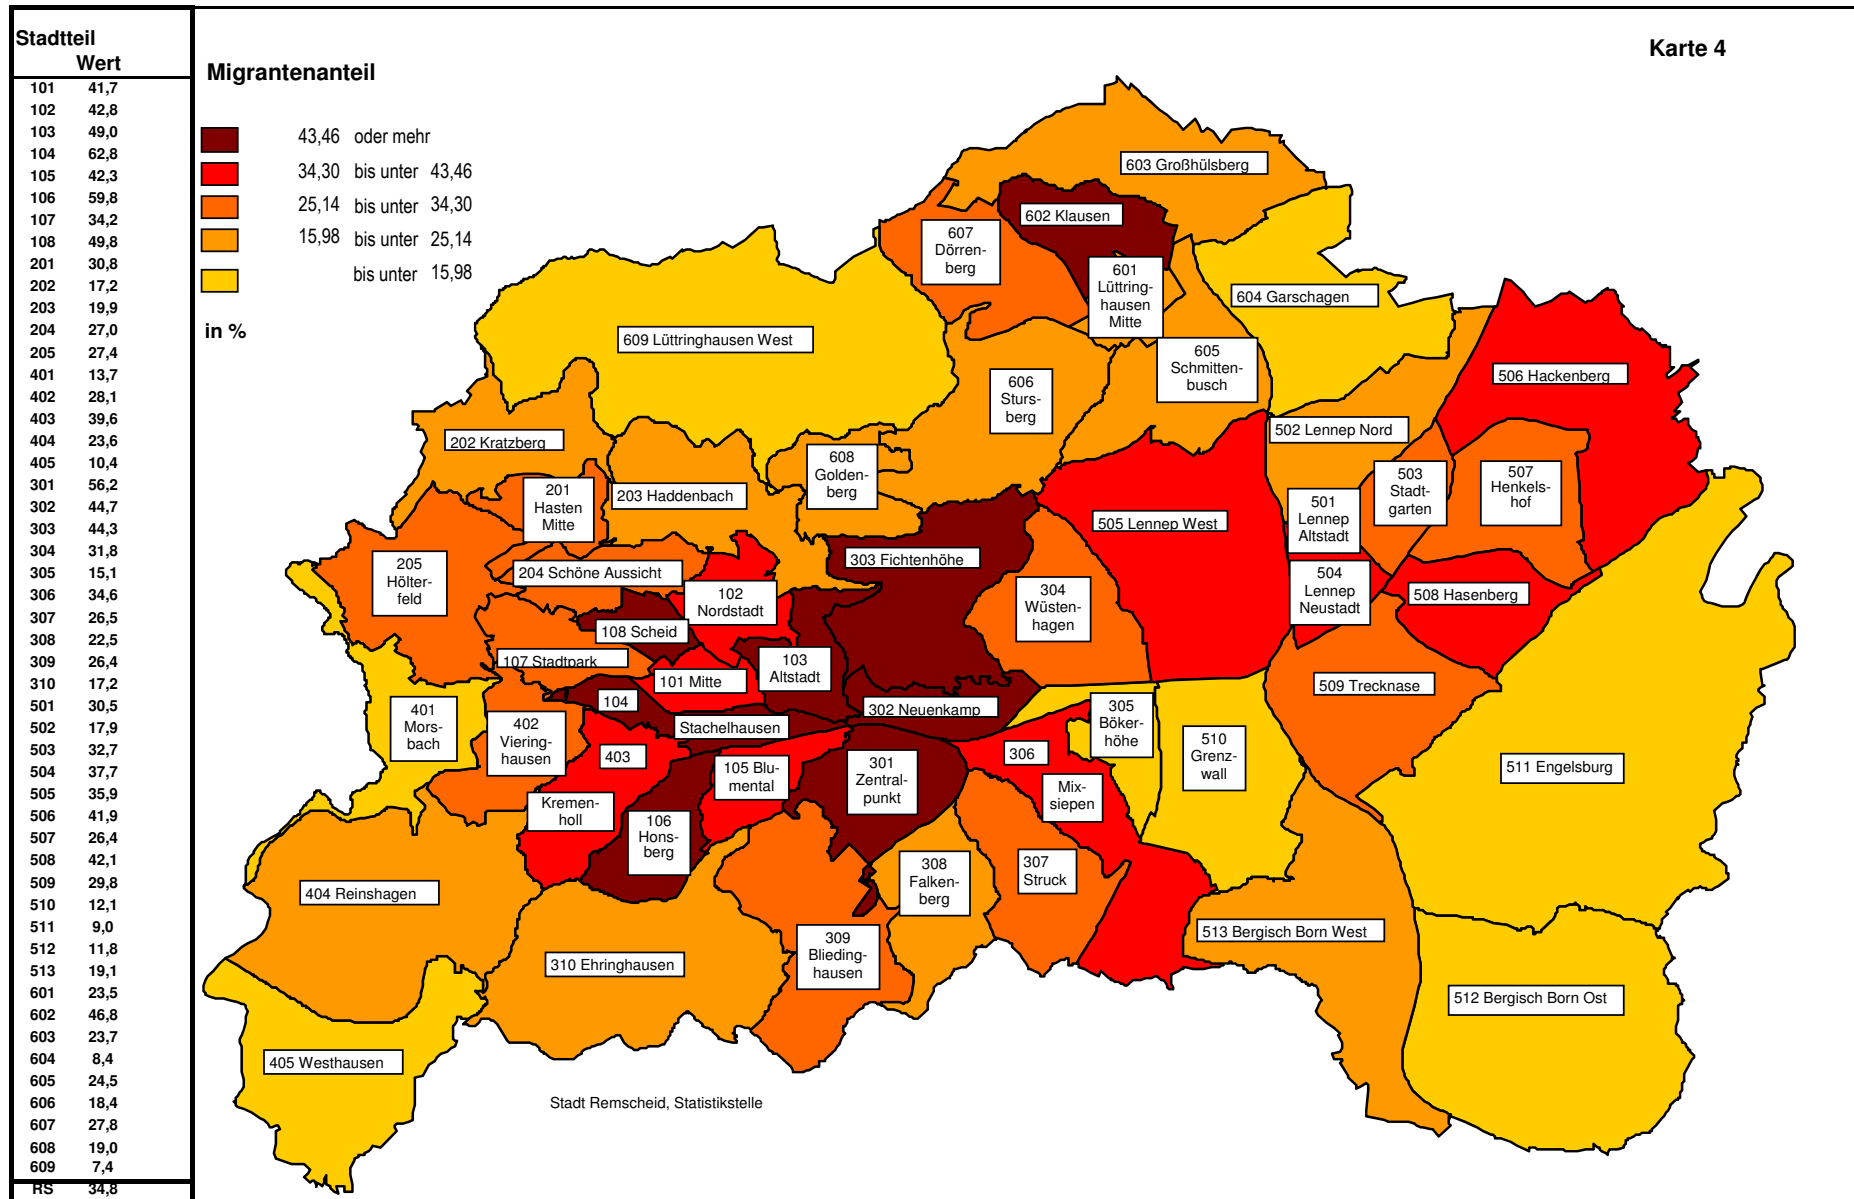 Stadtteil
Wert
101 41,7
102 42,8
103 49,0
104 62,8
105 42,3
106 59,8
107 34,2
108 49,8
201 30,8
202 17,2
203 19,9
204 27,0
205 27,4
401 13,7
402 28,1
403 39,6
404 23,6
405 10,4
301 56,2
302 44,7
303 44,3
304 31,8
305 15,1
306 34,6
307 26,5
308 22,5
309 26,4
310 17,2
501 30,5
502 17,9
503 32,7
504 37,7
505 35,9
506 41,9
507 26,4
508 42,1
509 29,8
510 12,1
511 9,0
512 11,8
513 19,1
601 23,5
602 46,8
603 23,7
604 8,4
605 24,5
606 18,4
607 27,8
608 19,0
609 7,4
RS 34,8
Karte 4
Migrantenanteil
43,46 oder mehr
34,30 bis unter 43,46
25,14 bis unter 34,30
15,98 bis unter 25,14
bis unter 15,98
in %
603 Großhülsberg
602 Klausen
607
Dörren-
berg
601
Lüttring-
hausen
Mitte
604 Garschagen
609 Lüttringhausen West
605
Schmitten-
busch
606
Sturs-
berg
506 Hackenberg
502 Lennep Nord
202 Kratzberg
608
Golden-
berg
503
Stadt-
garten
507
Henkels-
hof
201
Hasten
Mitte
203 Haddenbach
501
Lennep
Altstadt
505 Lennep West
303 Fichtenhöhe
205
Hölter-
feld
204 Schöne Aussicht
102
Nordstadt
304
Wüsten-
hagen
504
Lennep
Neustadt
508 Hasenberg
108 Scheid
107 Stadtpark
103
Altstadt
101 Mitte
509 Trecknase
104
Stachelhausen
302 Neuenkamp
305
Böker-
höhe
401
Mors-
bach
402
Viering-
hausen
403
Kremen-
holl
105 Blu-
mental
301
Zentral-
punkt
306
Mix-
siepen
510
Grenz-
wall
511 Engelsburg
106
Hons-
berg
308
Falken-
berg
307
Struck
404 Reinshagen
513 Bergisch Born West
309
Blieding-
hausen
310 Ehringhausen
512 Bergisch Born Ost
405 Westhausen
Stadt Remscheid, Statistikstelle